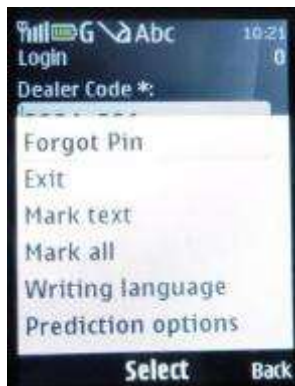 G Abc 10:21
Login 0
Dealer Code *:
Forgot Pin
Exit
Mark text
Mark all
Writing language
Prediction options
Select Back